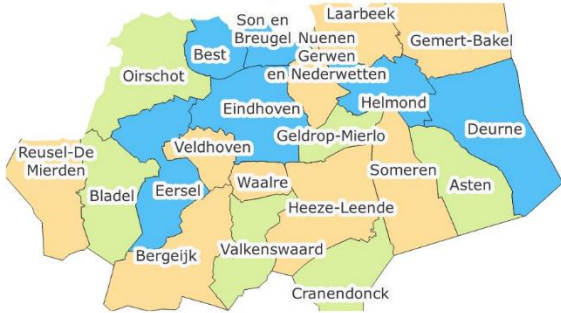 Laarbeek
Son en
Breugel
Nuenen
Gerwen
en Nederwetten
Gemert-Bakel
Best
Oirschot
Eindhoven
Helmond
Deurne
Geldrop-Mierlo
Veldhoven
Reusel-De
Mierden
Bladel
Eersel
Waalre
Someren
Asten
Heeze-Leende
Bergeijk
Valkenswaard
Cranendonck